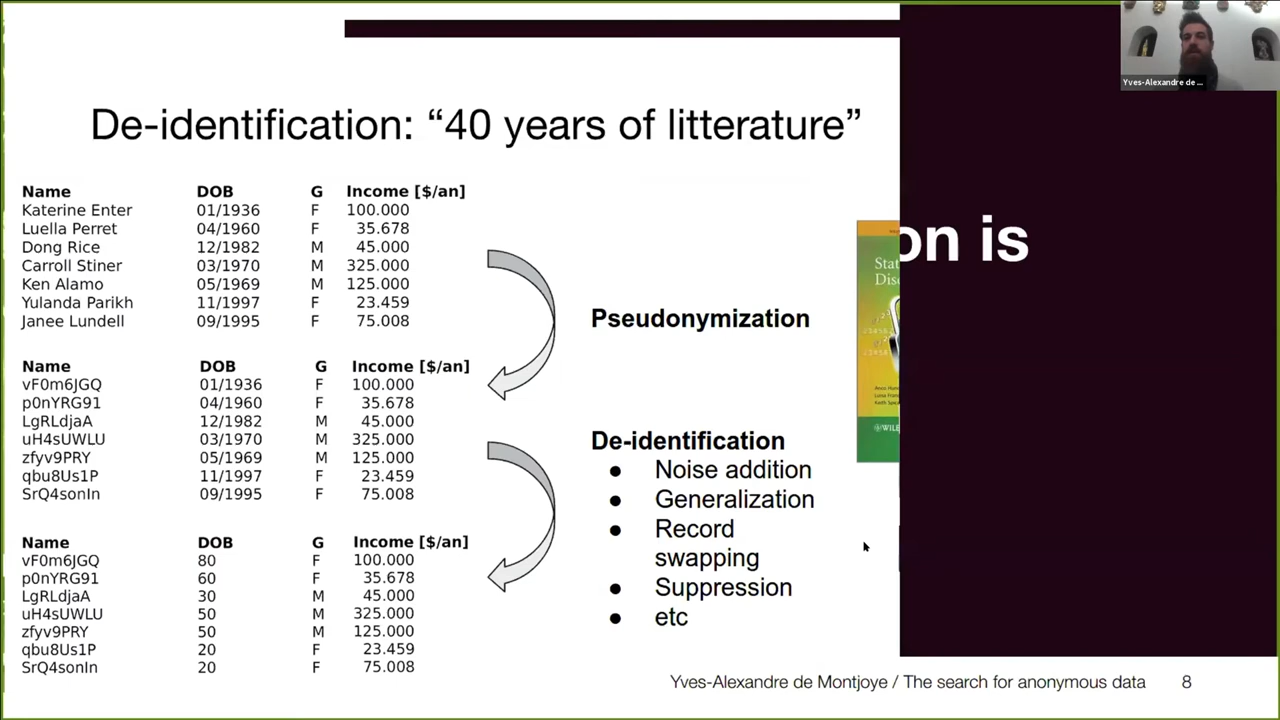 Yves-Alexandre de ...
De-identification: “40 years of litterature”
Name DOB G Income [$/an]
Katerine Enter 01/1936 F 100.000
Luella Perret 04/1960 F 35.678
Dong Rice 12/1982 M 45.000
Carroll Stiner 03/1970 M 325.000
Ken Alamo 05/1969 M 125.000
Yulanda Parikh 11/1997 F 23.459
Janee Lundell 09/1995 F 75.008
Name DOB G Income [$/an]
vF0m6JGQ 01/1936 F 100.000
p0nYRG91 04/1960 F 35.678
LgRLdjaA 12/1982 M 45.000
uH4sUWLU 03/1970 M 325.000
zfyv9PRY 05/1969 M 125.000
qbu8Us1P 11/1997 F 23.459
SrQ4sonIn 09/1995 F 75.008
Name DOB G Income [$/an]
vF0m6JGQ 80 F 100.000
p0nYRG91 60 F 35.678
LgRLdjaA 30 M 45.000
uH4sUWLU 50 M 325.000
zfyv9PRY 50 M 125.000
qbu8Us1P 20 F 23.459
SrQ4sonIn 20 F 75.008
Pseudonymization
De-identification
● Noise addition
● Generalization
● Record
swapping
● Suppression
● etc
Stat
Disc
on is
Yves-Alexandre de Montjoye / The search for anonymous data 8